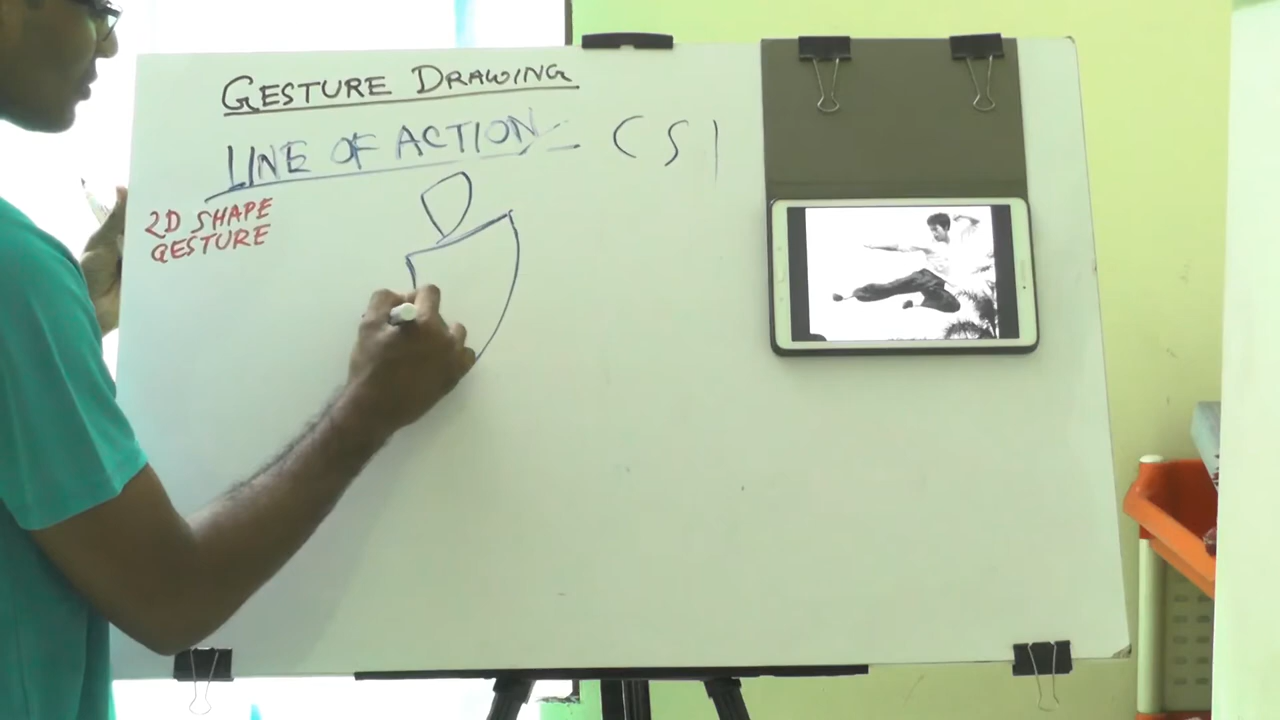 GESTURE DRAWING
LINE OF ACTION = C S I
2D SHAPE
GESTURE